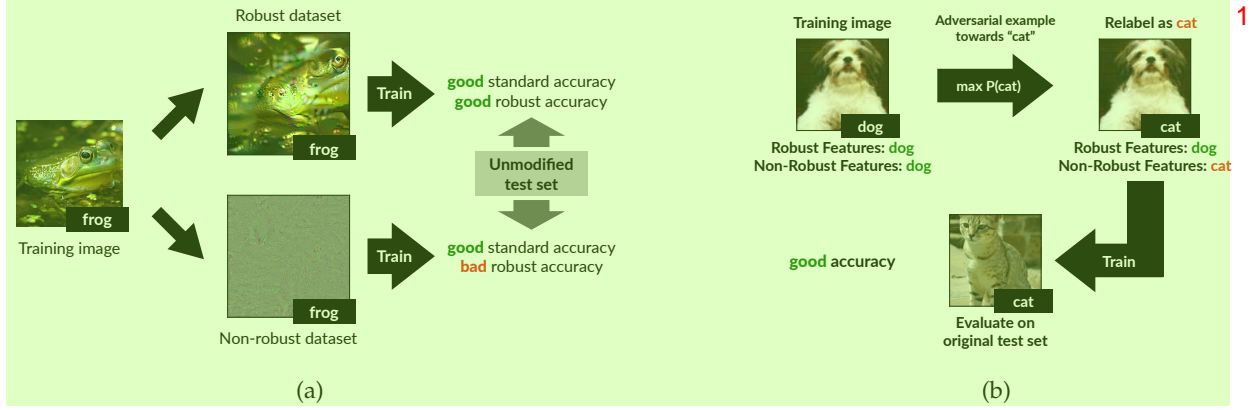 Robust dataset
frog
Train
good standard accuracy
good robust accuracy
Unmodified
test set
frog
Training image
frog
Non-robust dataset
Train
good standard accuracy
bad robust accuracy
(a)
Training image
dog
Robust Features: dog
Non-Robust Features: dog
Adversarial example
towards “cat”
max P(cat)
Relabel as cat
cat
Robust Features: dog
Non-Robust Features: cat
Train
cat
Evaluate on
original test set
good accuracy
(b)
1